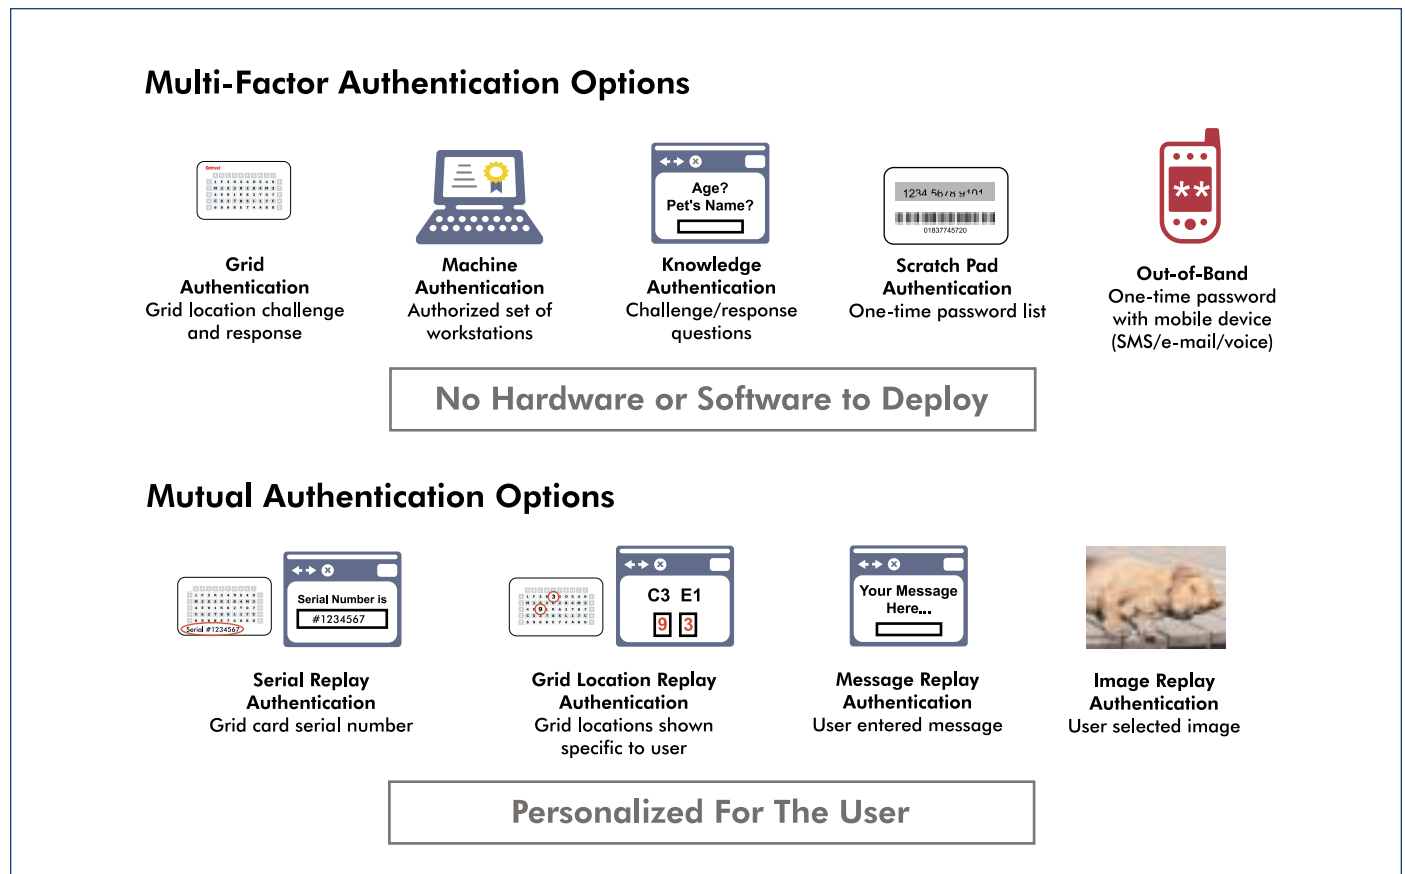 Multi-Factor Authentication Options
Entrust
Age?
Pet's Name?
1234 5678 9101
01837745720
**
Grid
Authentication
Grid location challenge
and response
Machine
Authentication
Authorized set of
workstations
Knowledge
Authentication
Challenge/response
questions
Scratch Pad
Authentication
One-time password list
Out-of-Band
One-time password
with mobile device
(SMS/e-mail/voice)
No Hardware or Software to Deploy
Mutual Authentication Options
Serial #1234567
Serial Number is
#1234567
C3 E1
9 3
Your Message
Here...
Serial Replay
Authentication
Grid card serial number
Grid Location Replay
Authentication
Grid locations shown
specific to user
Message Replay
Authentication
User entered message
Image Replay
Authentication
User selected image
Personalized For The User